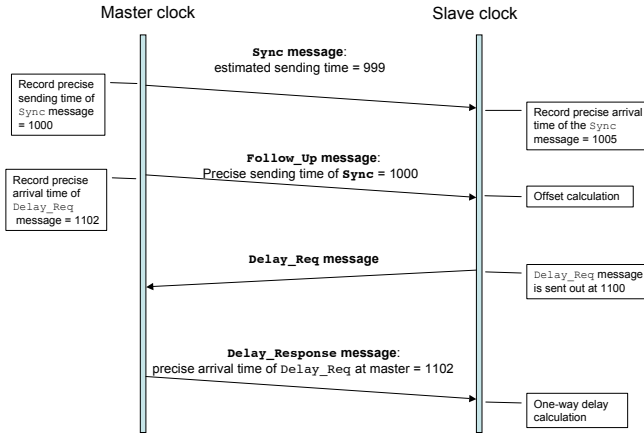 Master clock
Slave clock
Sync message:
estimated sending time = 999
Record precise
sending time of
Sync message
= 1000
Record precise arrival
time of the Sync
message = 1005
Follow_Up message:
Precise sending time of Sync = 1000
Record precise
arrival time of
Delay_Req
message = 1102
Offset calculation
Delay_Req message
Delay_Req message
is sent out at 1100
Delay_Response message:
precise arrival time of Delay_Req at master = 1102
One-way delay
calculation